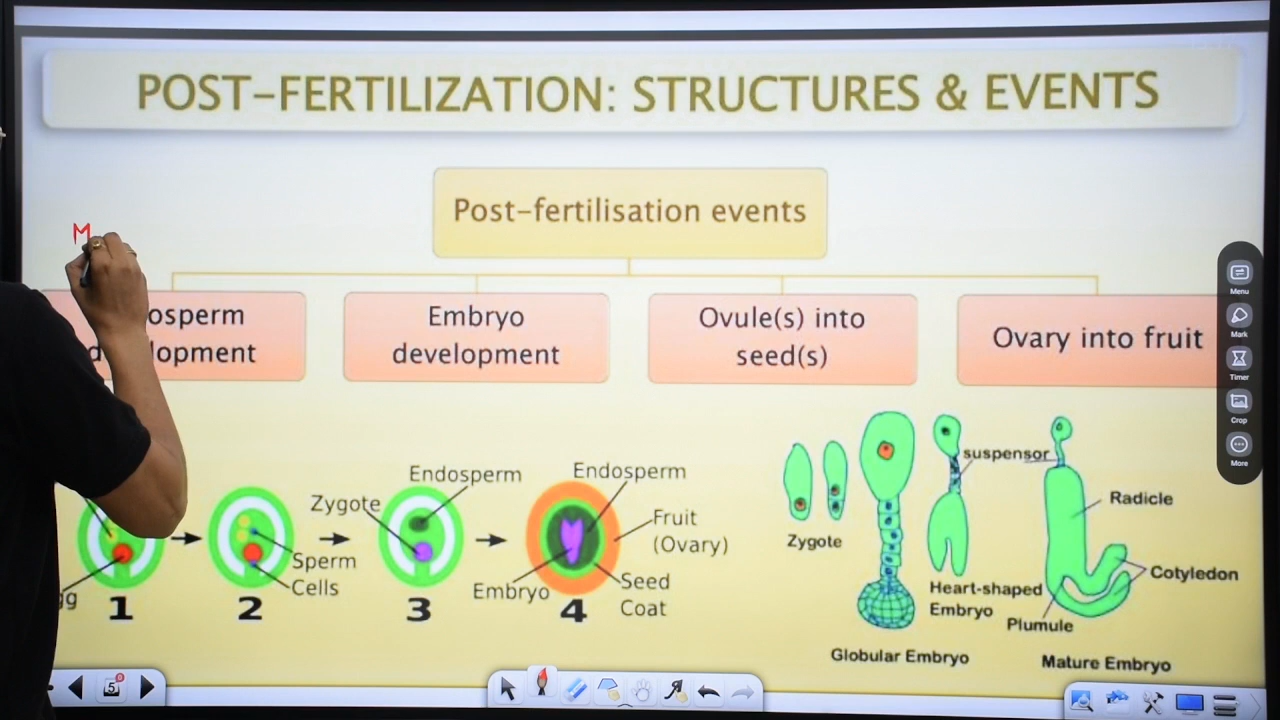 POST-FERTILIZATION: STRUCTURES & EVENTS
Post-fertilisation events
M
development
Embryo
development
Ovule(s) into
seed(s)
Ovary into fruit
Menu
Mark
Timer
Crop
More
Endosperm
Zygote
Endosperm
Fruit
(Ovary)
Sperm
Cells
Embryo
Seed
Coat
1
2
3
4
suspensor
Radicle
Zygote
Cotyledon
Heart-shaped
Embryo
Plumule
Globular Embryo
Mature Embryo
5